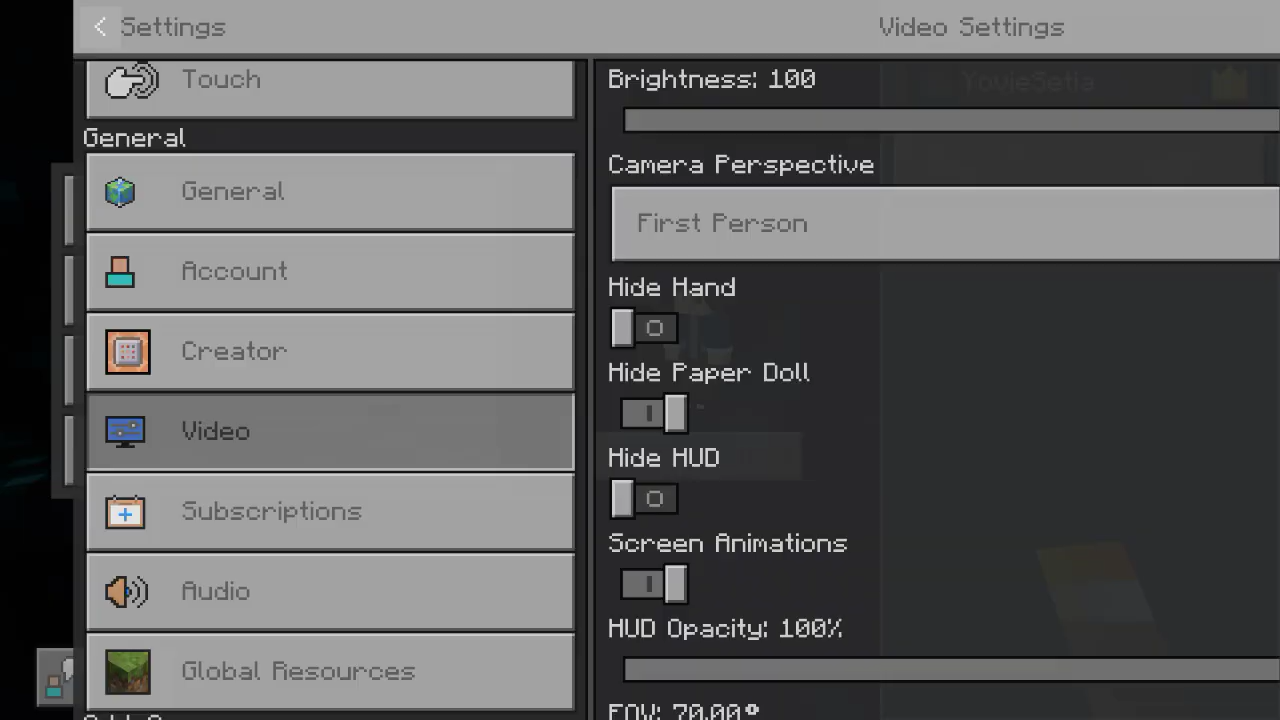 Settings
Video Settings
Touch
General
General
Account
Creator
Video
Subscriptions
Audio
Global Resources
Brightness: 100
YovieSetia
Camera Perspective
First Person
Hide Hand
Hide Paper Doll
Hide HUD
Screen Animations
HUD Opacity: 100%
FOV: 70.00°